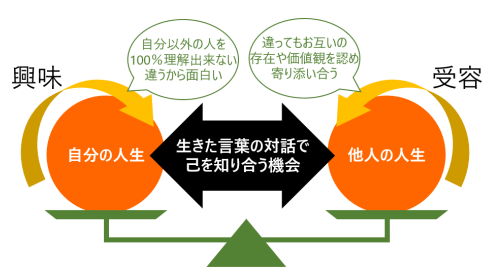 自分以外の人を
100%理解出来ない
違うから面白い
違ってもお互いの
存在や価値観を認め
寄り添い合う
興味
受容
自分の人生
生きた言葉の対話で
己を知り合う機会
他人の人生